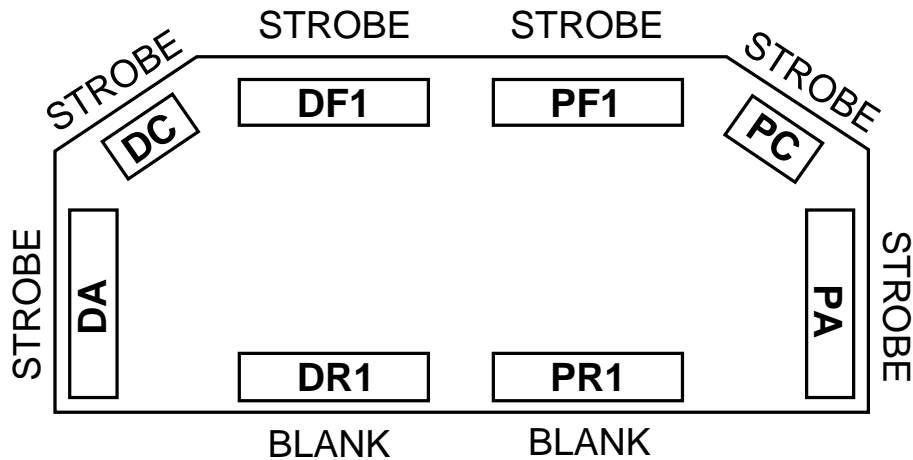 STROBE STROBE
STROBE STROBE
DF1 PF1
DC PC
STROBE STROBE
DA PA
DR1 PR1
BLANK BLANK